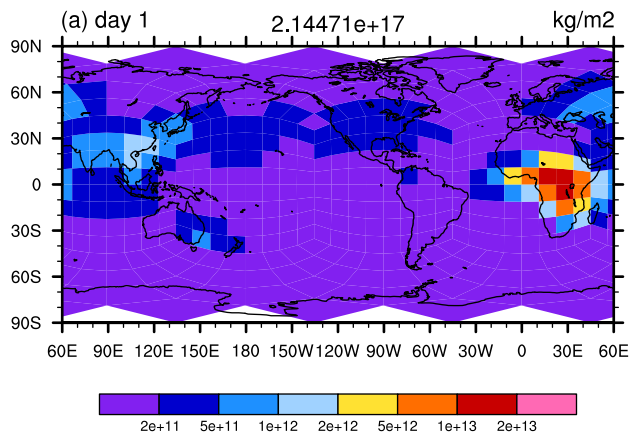 (a) day 1 2.14471e+17 kg/m2
90N
60N
30N
0
30S
60S
90S
60E 90E 120E 150E 180 150W 120W 90W 60W 30W 0 30E 60E
2e+11 5e+11 1e+12 2e+12 5e+12 1e+13 2e+13